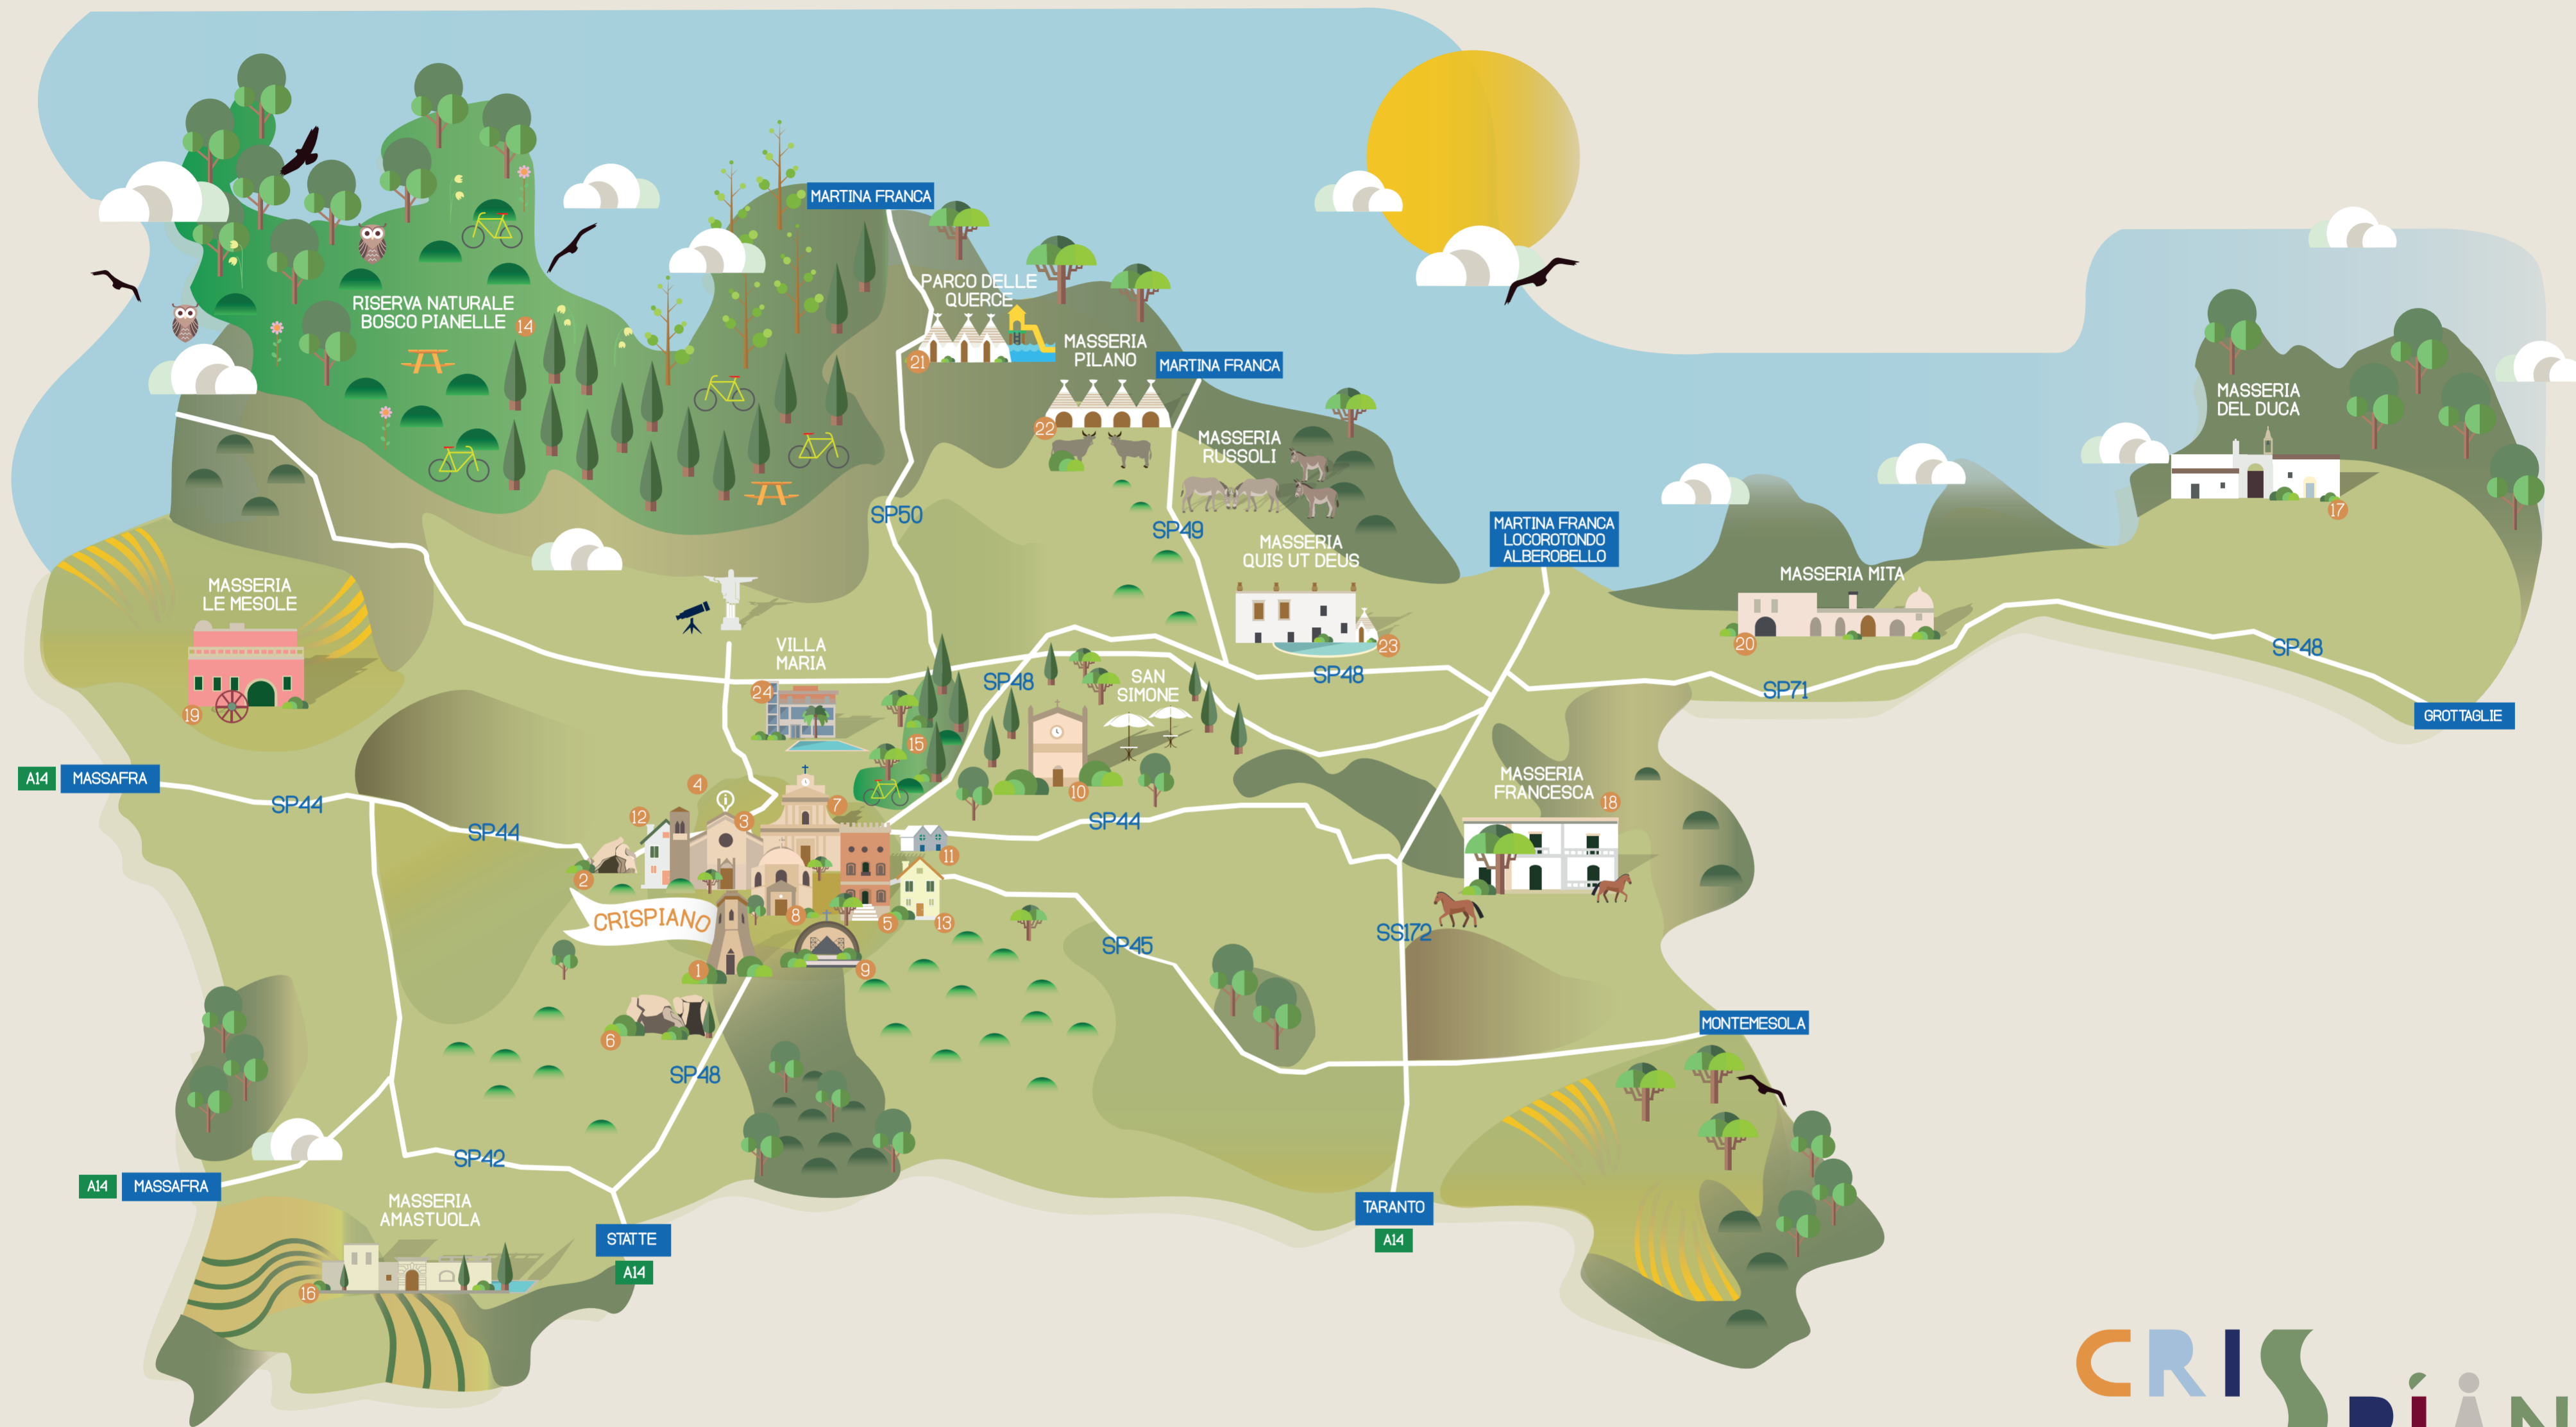 MARTINA FRANCA
PARCO DELLE
QUERCE
21
RISERVA NATURALE
BOSCO PIANELLE 14
MASSERIA
PILANO
22
MARTINA FRANCA
MASSERIA
RUSSOLI
MASSERIA
DEL DUCA
17
SP50
SP49
MARTINA FRANCA
LOCOROTONDO
ALBEROBELLO
MASSERIA
QUIS UT DEUS
23
MASSERIA MITA
20
MASSERIA
LE MESOLE
19
VILLA
MARIA
24
SP48
SP48
SP48
SP71
SAN
SIMONE
10
15
GROTTAGLIE
A14 MASSAFRA
SP44
SP44
SP44
MASSERIA
FRANCESCA
18
4
i
3
7
12
11
2
CRISPIANO
8
5
13
1
9
6
SP45
SS172
MONTEMESOLA
SP48
SP42
A14 MASSAFRA
MASSERIA
AMASTUOLA
16
STATTE
A14
TARANTO
A14
CRIS